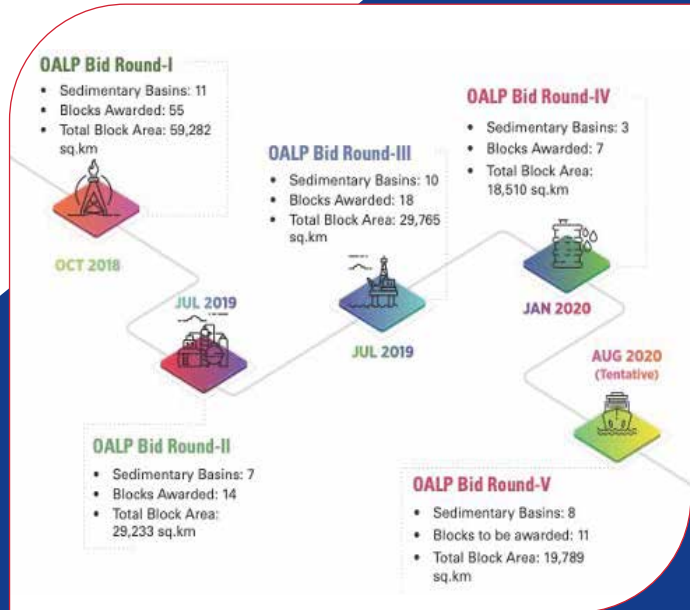 OALP Bid Round-I
• Sedimentary Basins: 11
• Blocks Awarded: 55
• Total Block Area: 59,282
sq.km
OCT 2018
JUL 2019
OALP Bid Round-II
• Sedimentary Basins: 7
• Blocks Awarded: 14
• Total Block Area:
29,233 sq.km
OALP Bid Round-III
• Sedimentary Basins: 10
• Blocks Awarded: 18
• Total Block Area: 29,765
sq.km
JUL 2019
OALP Bid Round-IV
• Sedimentary Basins: 3
• Blocks Awarded: 7
• Total Block Area:
18,510 sq.km
JAN 2020
AUG 2020
(Tentative)
OALP Bid Round-V
• Sedimentary Basins: 8
• Blocks to be awarded: 11
• Total Block Area: 19,789
sq.km